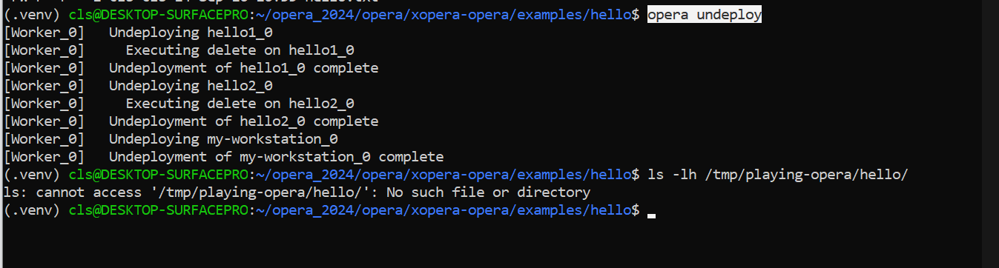 (.venv) cls@DESKTOP-SURFACEPRO:~/opera_2024/opera/xopera-opera/examples/hello$ opera undeploy
[Worker_0]   Undeploying hello1_0
[Worker_0]     Executing delete on hello1_0
[Worker_0]   Undeployment of hello1_0 complete
[Worker_0]   Undeploying hello2_0
[Worker_0]     Executing delete on hello2_0
[Worker_0]   Undeployment of hello2_0 complete
[Worker_0]   Undeploying my-workstation_0
[Worker_0]   Undeployment of my-workstation_0 complete
(.venv) cls@DESKTOP-SURFACEPRO:~/opera_2024/opera/xopera-opera/examples/hello$ ls -lh /tmp/playing-opera/hello/
ls: cannot access '/tmp/playing-opera/hello/': No such file or directory
(.venv) cls@DESKTOP-SURFACEPRO:~/opera_2024/opera/xopera-opera/examples/hello$